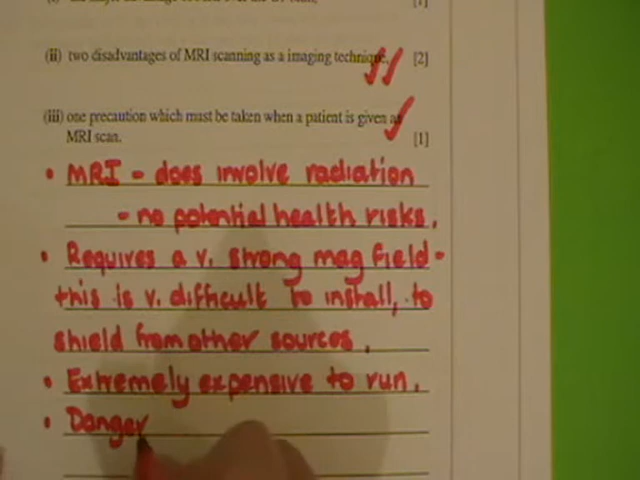 [1]
(ii) two disadvantages of MRI scanning as a imaging technique, [2]
(iii) one precaution which must be taken when a patient is given an
MRI scan. [1]
• MRI - does involve radiation
- no potential health risks.
• Requires a v. strong mag field -
this is v. difficult to install, to
shield from other sources.
• Extremely expensive to run.
• Danger